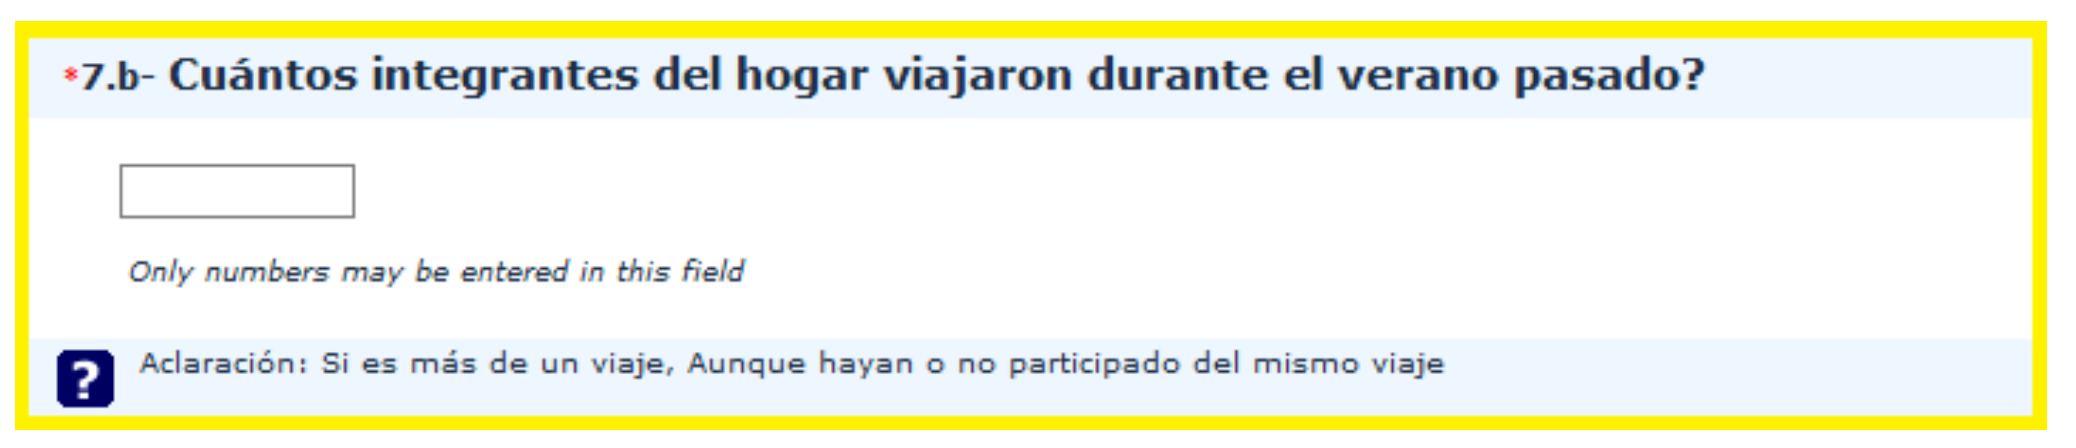 *7.b- Cuántos integrantes del hogar viajaron durante el verano pasado?
Only numbers may be entered in this field
? Aclaración: Si es más de un viaje, Aunque hayan o no participado del mismo viaje